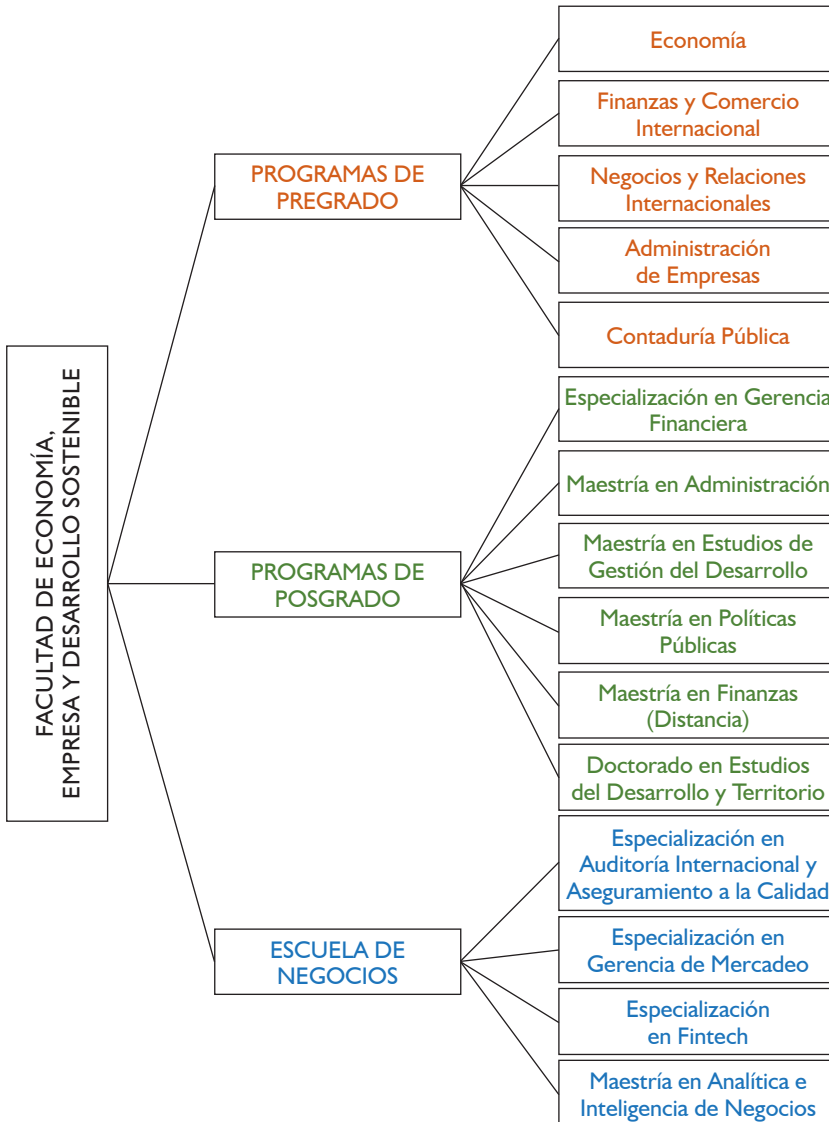 FACULTAD DE ECONOMÍA,
EMPRESA Y DESARROLLO SOSTENIBLE
PROGRAMAS DE
PREGRADO
Economía
Finanzas y Comercio
Internacional
Negocios y Relaciones
Internacionales
Administración
de Empresas
Contaduría Pública
PROGRAMAS DE
POSGRADO
Especialización en Gerencia
Financiera
Maestría en Administración
Maestría en Estudios de
Gestión del Desarrollo
Maestría en Políticas
Públicas
Maestría en Finanzas
(Distancia)
Doctorado en Estudios
del Desarrollo y Territorio
ESCUELA DE
NEGOCIOS
Especialización en
Auditoría Internacional y
Aseguramiento a la Calidad
Especialización en
Gerencia de Mercadeo
Especialización
en Fintech
Maestría en Analítica e
Inteligencia de Negocios